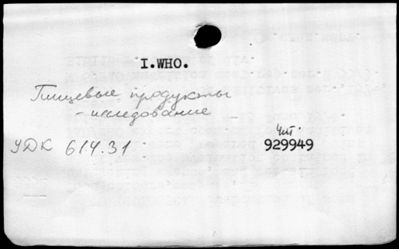 I. WHO.
Пищевые продукты
- исследование
Чит
УДК 614.31
929949